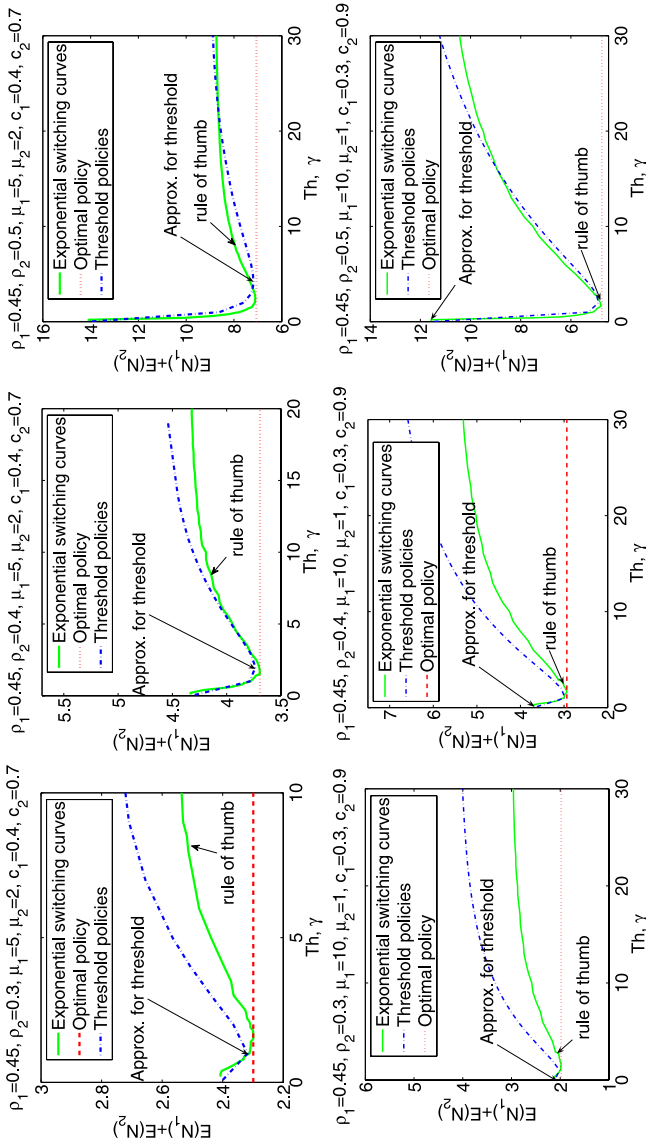 ρ₁=0.45, ρ₂=0.3, μ₁=5, μ₂=2, c₁=0.4, c₂=0.7
3
2.8
2.6
2.4
2.2
E(N₁)+E(N₂)
Exponential switching curves
Optimal policy
Threshold policies
Approx. for threshold
rule of thumb
0 5 10
Th, γ
ρ₁=0.45, ρ₂=0.4, μ₁=5, μ₂=2, c₁=0.4, c₂=0.7
5.5
5
4.5
4
3.5
E(N₁)+E(N₂)
Exponential switching curves
Optimal policy
Threshold policies
Approx. for threshold
rule of thumb
0 5 10 15 20
Th, γ
ρ₁=0.45, ρ₂=0.5, μ₁=5, μ₂=2, c₁=0.4, c₂=0.7
16
14
12
10
8
6
E(N₁)+E(N₂)
Exponential switching curves
Optimal policy
Threshold policies
Approx. for threshold
rule of thumb
0 10 20 30
Th, γ
ρ₁=0.45, ρ₂=0.3, μ₁=10, μ₂=1, c₁=0.3, c₂=0.9
6
5
4
3
2
1
E(N₁)+E(N₂)
Exponential switching curves
Threshold policies
Optimal policy
Approx. for threshold
rule of thumb
0 10 20 30
Th, γ
ρ₁=0.45, ρ₂=0.4, μ₁=10, μ₂=1, c₁=0.3, c₂=0.9
7
6
5
4
3
2
E(N₁)+E(N₂)
Exponential switching curves
Threshold policies
Optimal policy
Approx. for threshold
rule of thumb
0 10 20 30
Th, γ
ρ₁=0.45, ρ₂=0.5, μ₁=10, μ₂=1, c₁=0.3, c₂=0.9
14
12
10
8
6
E(N₁)+E(N₂)
Exponential switching curves
Threshold policies
Optimal policy
Approx. for threshold
rule of thumb
0 10 20 30
Th, γ